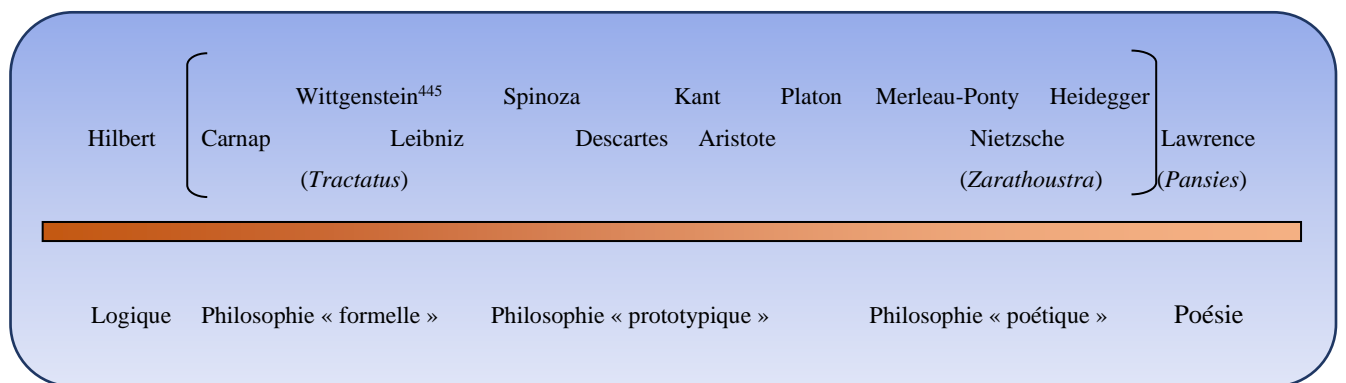 Wittgenstein⁴⁴⁵ Spinoza Kant Platon Merleau-Ponty Heidegger
Hilbert Carnap Leibniz Descartes Aristote Nietzsche Lawrence
(Tractatus) (Zarathoustra) (Pansies)
Logique Philosophie « formelle » Philosophie « prototypique » Philosophie « poétique » Poésie